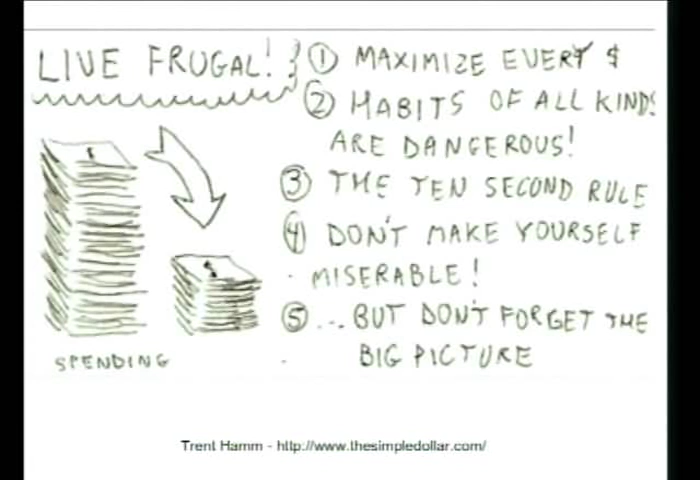 LIVE FRUGAL!
① MAXIMIZE EVERY $
② HABITS OF ALL KINDS
ARE DANGEROUS!
③ THE TEN SECOND RULE
④ DON'T MAKE YOURSELF
MISERABLE!
⑤ ...BUT DON'T FORGET THE
BIG PICTURE
SPENDING
Trent Hamm - http://www.thesimpledollar.com/